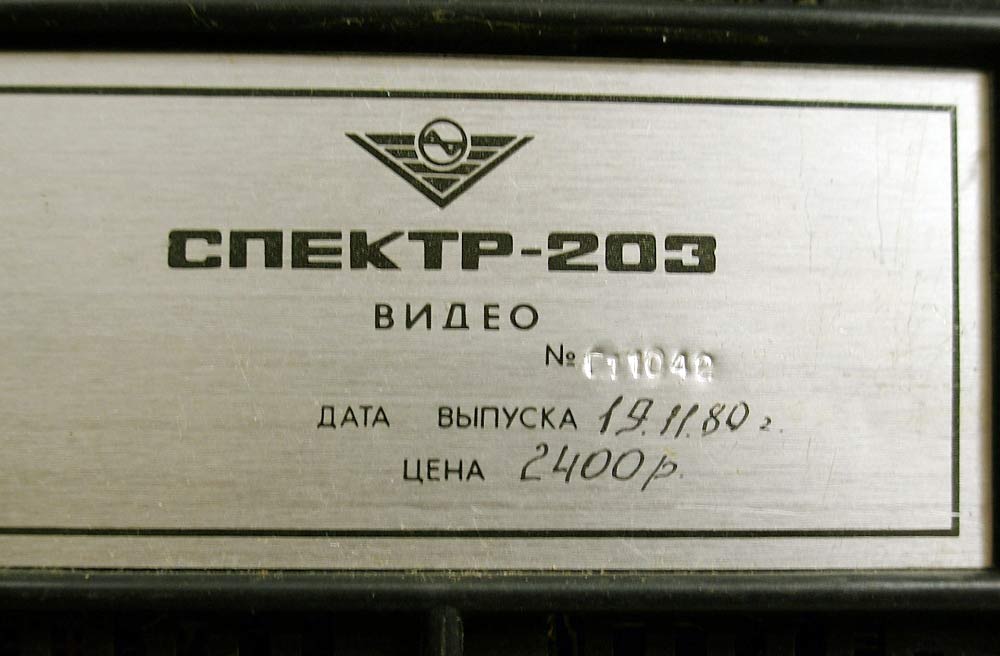 СПЕКТР-203
ВИДЕО
№
ДАТА ВЫПУСКА 19.11.80 г.
ЦЕНА 2400р.